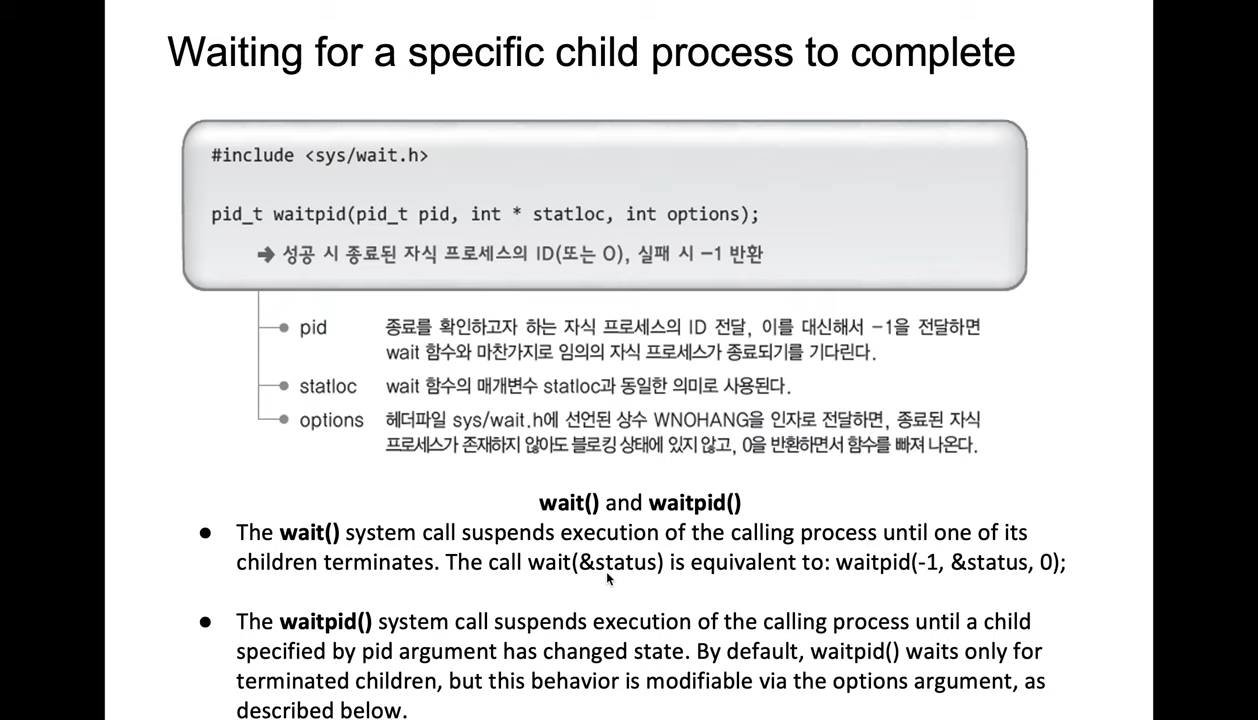 Waiting for a specific child process to complete
#include <sys/wait.h>
pid_t waitpid(pid_t pid, int * statloc, int options);
➔ 성공 시 종료된 자식 프로세스의 ID(또는 0), 실패 시 -1 반환
pid 종료를 확인하고자 하는 자식 프로세스의 ID 전달, 이를 대신해서 -1을 전달하면
wait 함수와 마찬가지로 임의의 자식 프로세스가 종료되기를 기다린다.
statloc wait 함수의 매개변수 statloc과 동일한 의미로 사용된다.
options 헤더파일 sys/wait.h에 선언된 상수 WNOHANG을 인자로 전달하면, 종료된 자식
프로세스가 존재하지 않아도 블로킹 상태에 있지 않고, 0을 반환하면서 함수를 빠져 나온다.
wait() and waitpid()
● The wait() system call suspends execution of the calling process until one of its
children terminates. The call wait(&status) is equivalent to: waitpid(-1, &status, 0);
● The waitpid() system call suspends execution of the calling process until a child
specified by pid argument has changed state. By default, waitpid() waits only for
terminated children, but this behavior is modifiable via the options argument, as
described below.